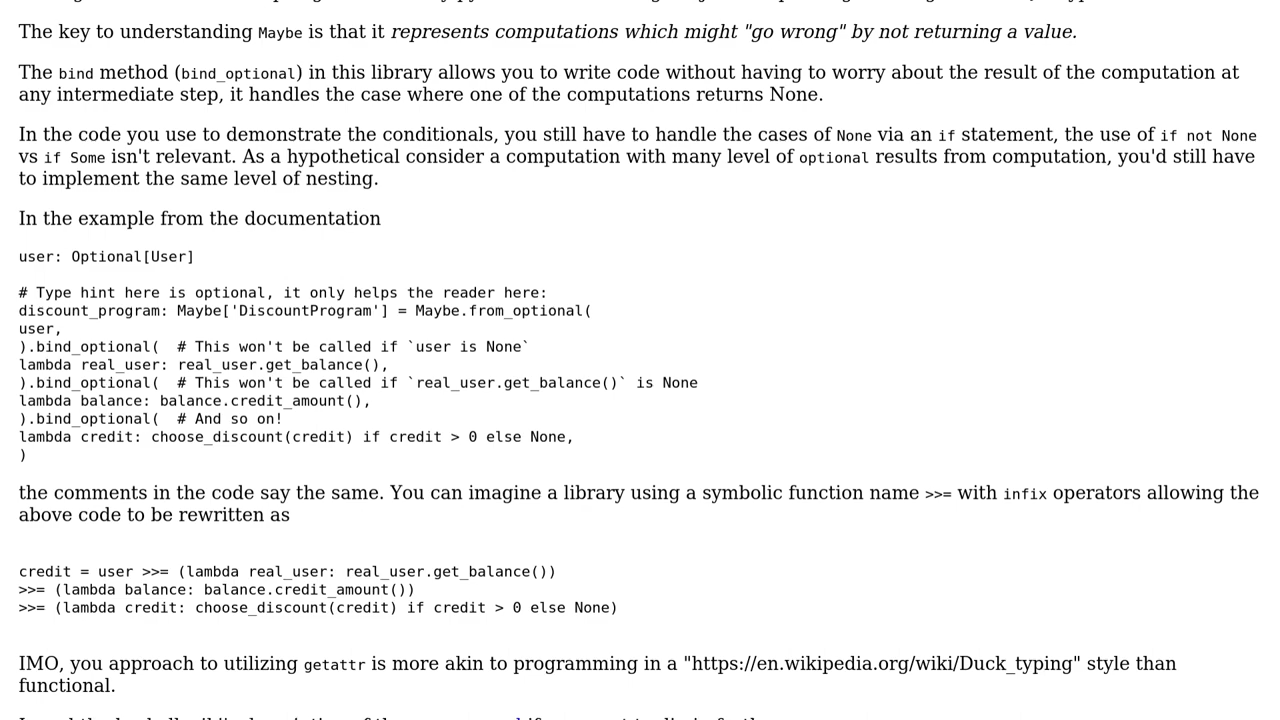 The key to understanding Maybe is that it represents computations which might "go wrong" by not returning a value.
The bind method (bind_optional) in this library allows you to write code without having to worry about the result of the computation at
any intermediate step, it handles the case where one of the computations returns None.
In the code you use to demonstrate the conditionals, you still have to handle the cases of None via an if statement, the use of if not None
vs if Some isn't relevant. As a hypothetical consider a computation with many level of optional results from computation, you'd still have
to implement the same level of nesting.
In the example from the documentation
user: Optional[User]
# Type hint here is optional, it only helps the reader here:
discount_program: Maybe['DiscountProgram'] = Maybe.from_optional(
user,
).bind_optional(  # This won't be called if `user is None`
lambda real_user: real_user.get_balance(),
).bind_optional(  # This won't be called if `real_user.get_balance()` is None
lambda balance: balance.credit_amount(),
).bind_optional(  # And so on!
lambda credit: choose_discount(credit) if credit > 0 else None,
)
the comments in the code say the same. You can imagine a library using a symbolic function name >>= with infix operators allowing the
above code to be rewritten as
credit = user >>= (lambda real_user: real_user.get_balance())
>>= (lambda balance: balance.credit_amount())
>>= (lambda credit: choose_discount(credit) if credit > 0 else None)
IMO, you approach to utilizing getattr is more akin to programming in a "https://en.wikipedia.org/wiki/Duck_typing" style than
functional.